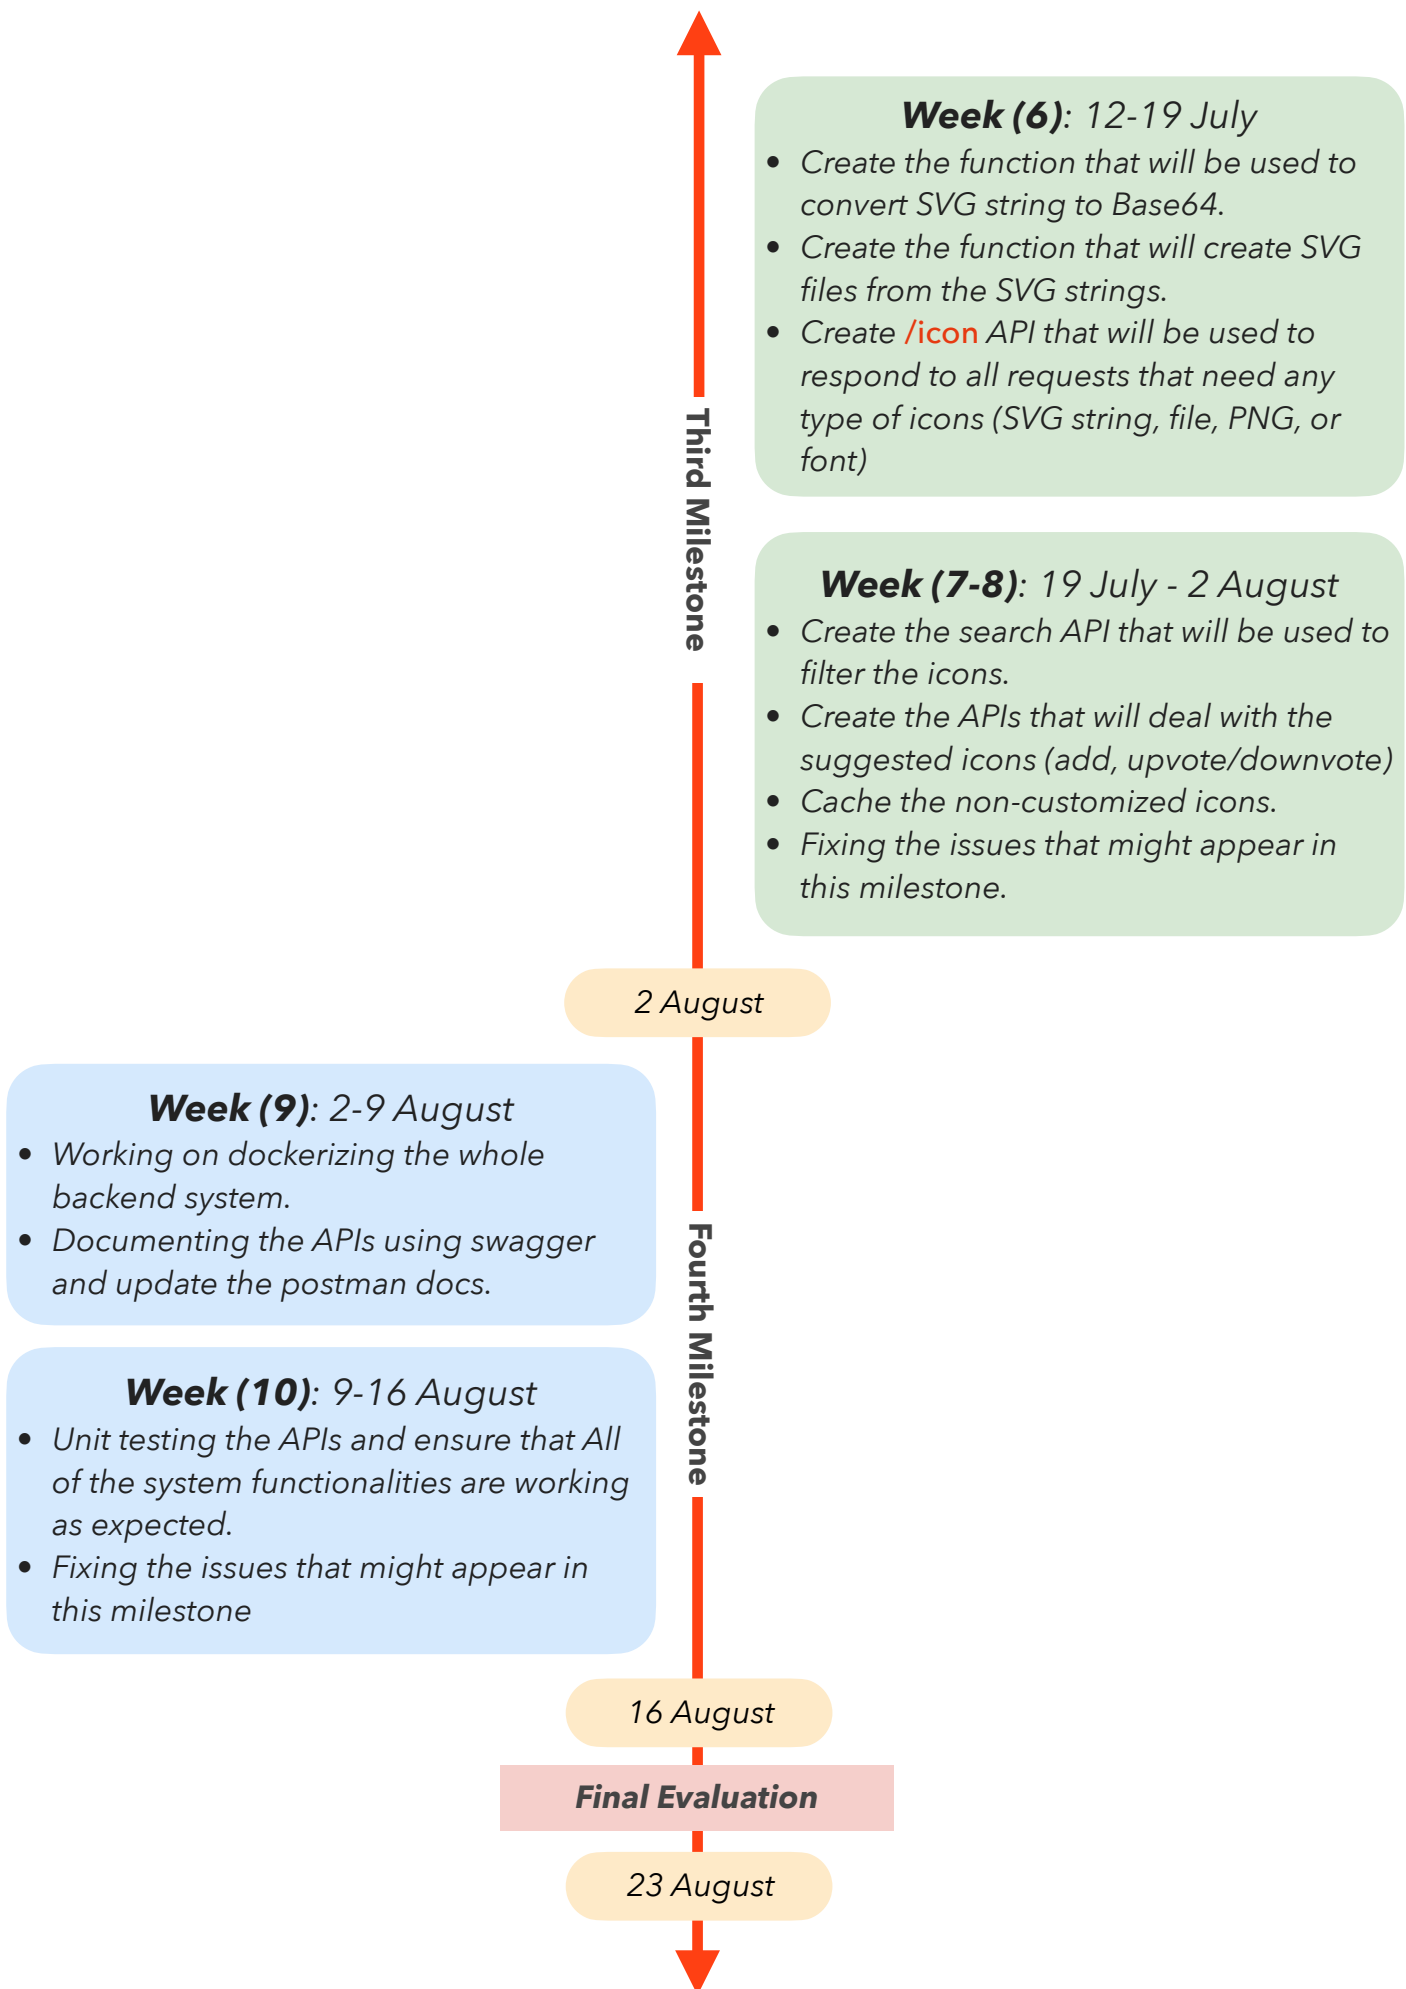 Week (6): 12-19 July
• Create the function that will be used to
convert SVG string to Base64.
• Create the function that will create SVG
files from the SVG strings.
• Create /icon API that will be used to
respond to all requests that need any
type of icons (SVG string, file, PNG, or
font)
Third Milestone
Week (7-8): 19 July - 2 August
• Create the search API that will be used to
filter the icons.
• Create the APIs that will deal with the
suggested icons (add, upvote/downvote)
• Cache the non-customized icons.
• Fixing the issues that might appear in
this milestone.
2 August
Week (9): 2-9 August
• Working on dockerizing the whole
backend system.
• Documenting the APIs using swagger
and update the postman docs.
Fourth Milestone
Week (10): 9-16 August
• Unit testing the APIs and ensure that All
of the system functionalities are working
as expected.
• Fixing the issues that might appear in
this milestone
16 August
Final Evaluation
23 August